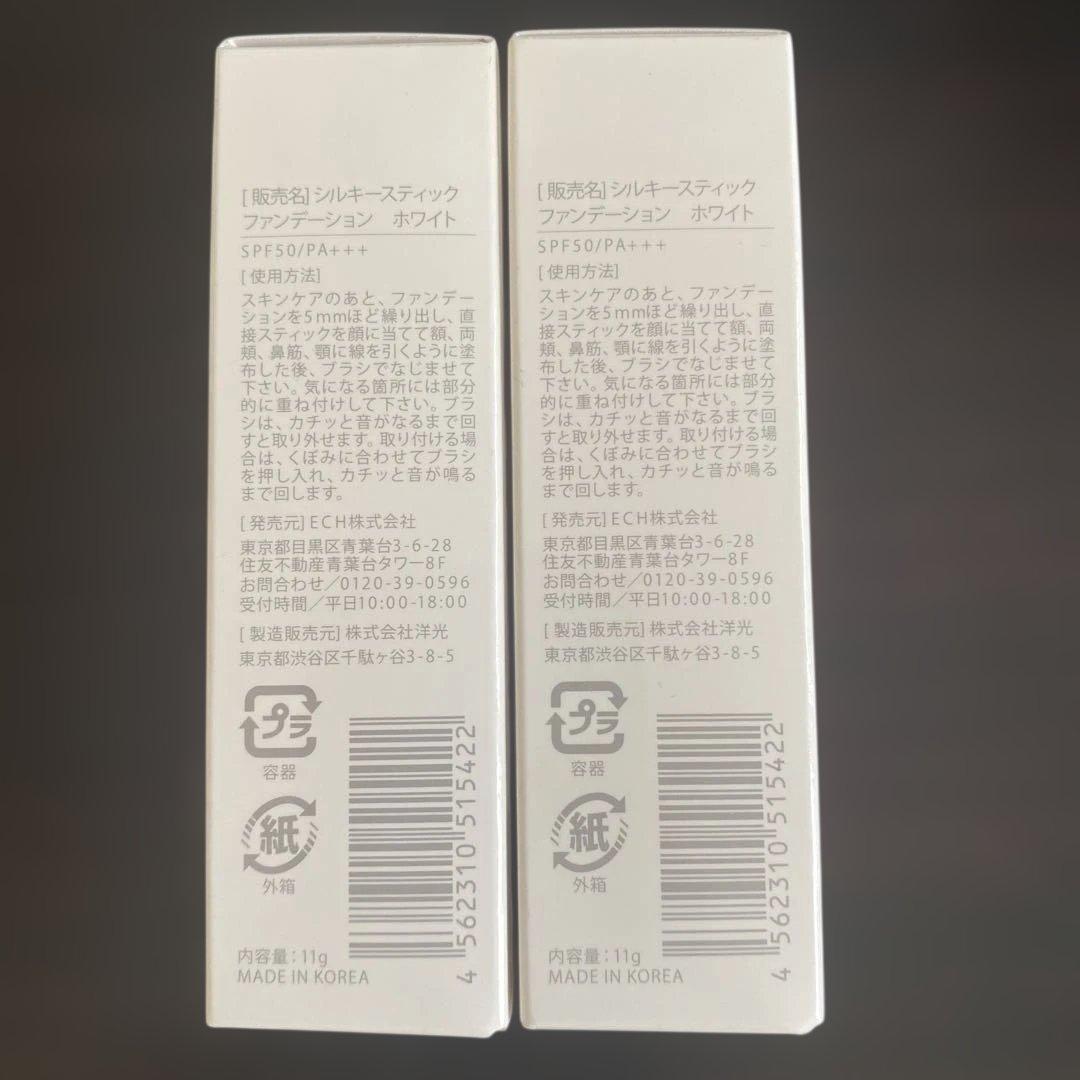 [ 販売名] シルキースティック
ファンデーション　ホワイト
SPF50/PA+++
[ 使用方法]
スキンケアのあと、ファンデー
ションを5mmほど繰り出し、直
接スティックを顔に当てて額、両
頬、鼻筋、顎に線を引くように塗
布した後、ブラシでなじませて
下さい。気になる箇所には部分
的に重ね付けして下さい。ブラ
シは、カチッと音がなるまで回
すと取り外せます。取り付ける場
合は、くぼみに合わせてブラシ
を押し入れ、カチッと音が鳴る
まで回します。
[ 発売元] ECH株式会社
東京都目黒区青葉台3-6-28
住友不動産青葉台タワー8F
お問合わせ／0120-39-0596
受付時間／平日10:00-18:00
[ 製造販売元] 株式会社洋光
東京都渋谷区千駄ヶ谷3-8-5
プラ
容器
紙
外箱
内容量：11g
MADE IN KOREA
4 562310 515422
[ 販売名] シルキースティック
ファンデーション　ホワイト
SPF50/PA+++
[ 使用方法]
スキンケアのあと、ファンデー
ションを5mmほど繰り出し、直
接スティックを顔に当てて額、両
頬、鼻筋、顎に線を引くように塗
布した後、ブラシでなじませて
下さい。気になる箇所には部分
的に重ね付けして下さい。ブラ
シは、カチッと音がなるまで回
すと取り外せます。取り付ける場
合は、くぼみに合わせてブラシ
を押し入れ、カチッと音が鳴る
まで回します。
[ 発売元] ECH株式会社
東京都目黒区青葉台3-6-28
住友不動産青葉台タワー8F
お問合わせ／0120-39-0596
受付時間／平日10:00-18:00
[ 製造販売元] 株式会社洋光
東京都渋谷区千駄ヶ谷3-8-5
プラ
容器
紙
外箱
内容量：11g
MADE IN KOREA
4 562310 515422